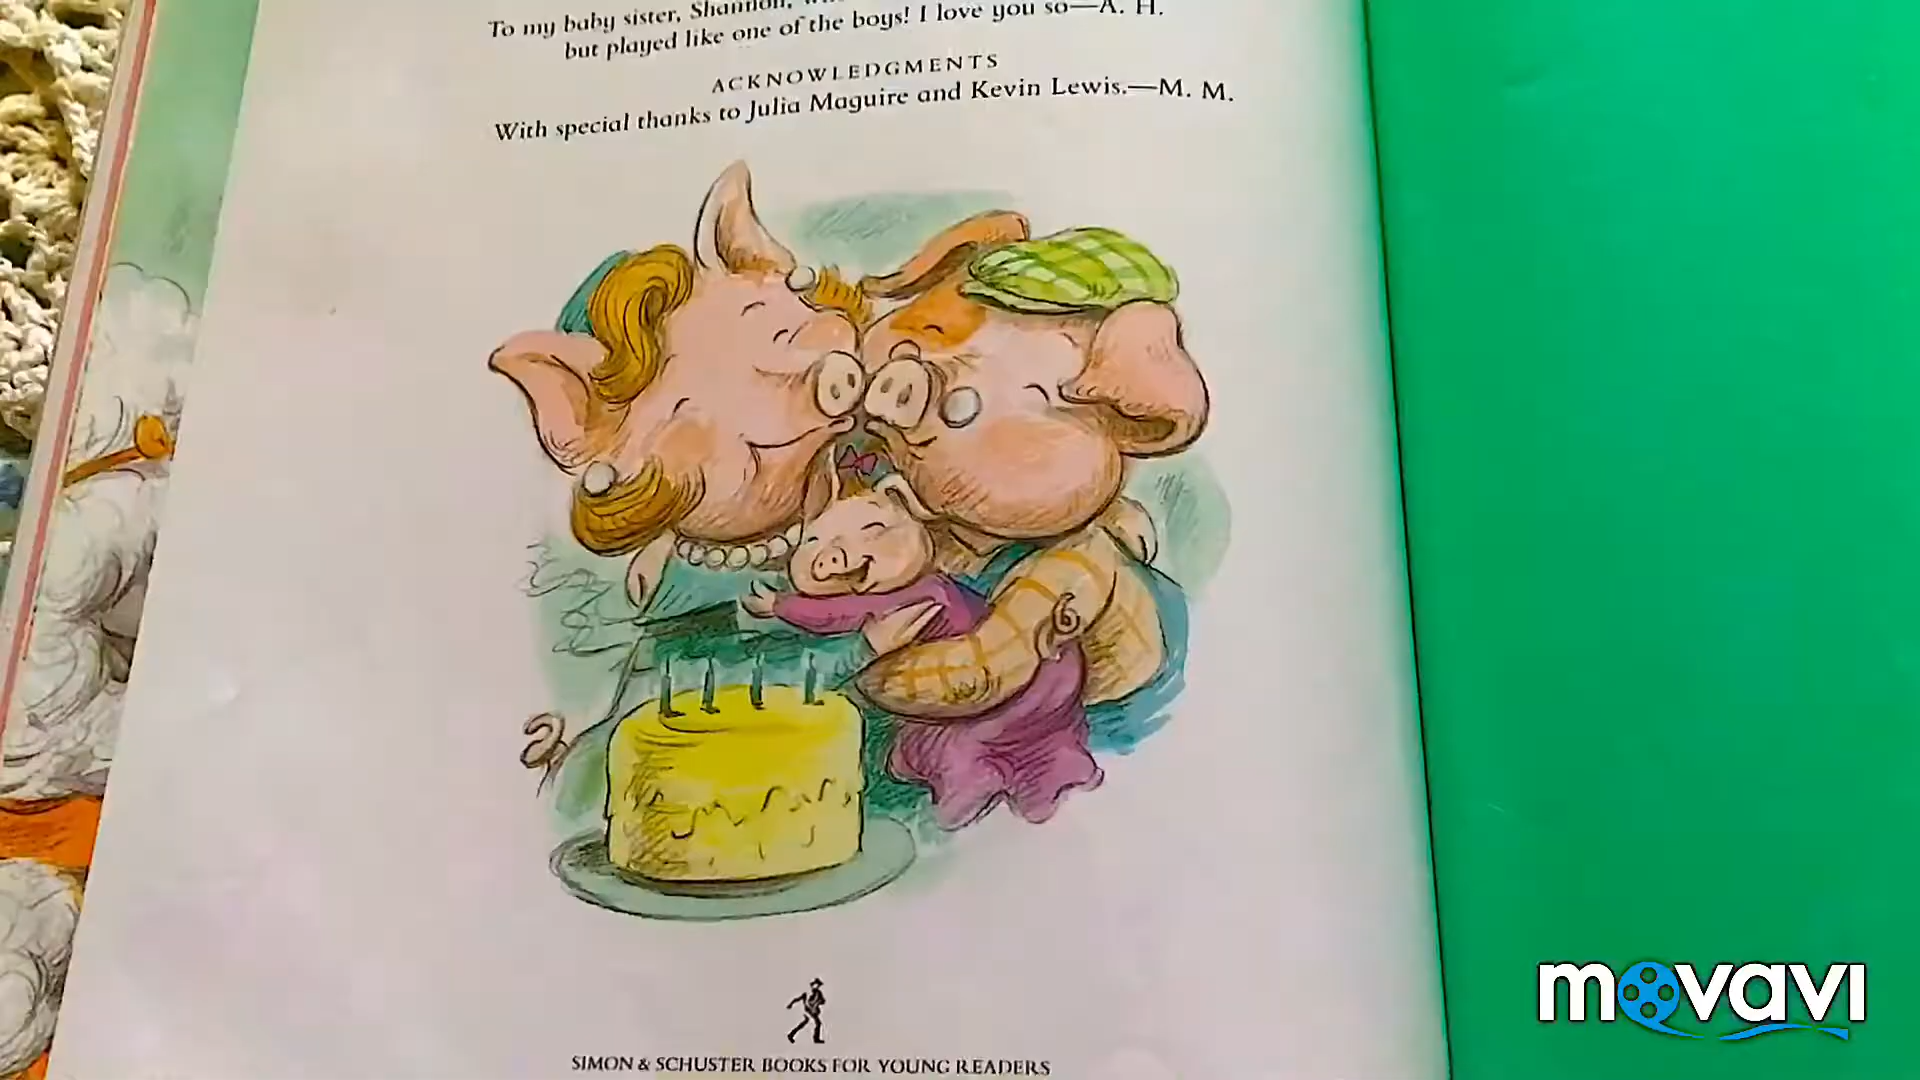 To my baby sister, Shannon,
but played like one of the boys! I love you so—A. H.
ACKNOWLEDGMENTS
With special thanks to Julia Maguire and Kevin Lewis.—M. M.
SIMON & SCHUSTER BOOKS FOR YOUNG READERS
movavi